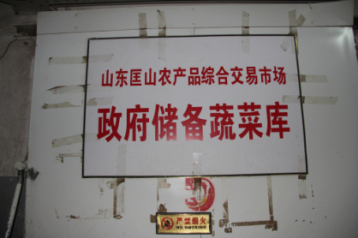 山东匡山农产品综合交易市场
政府储备蔬菜库
严禁烟火